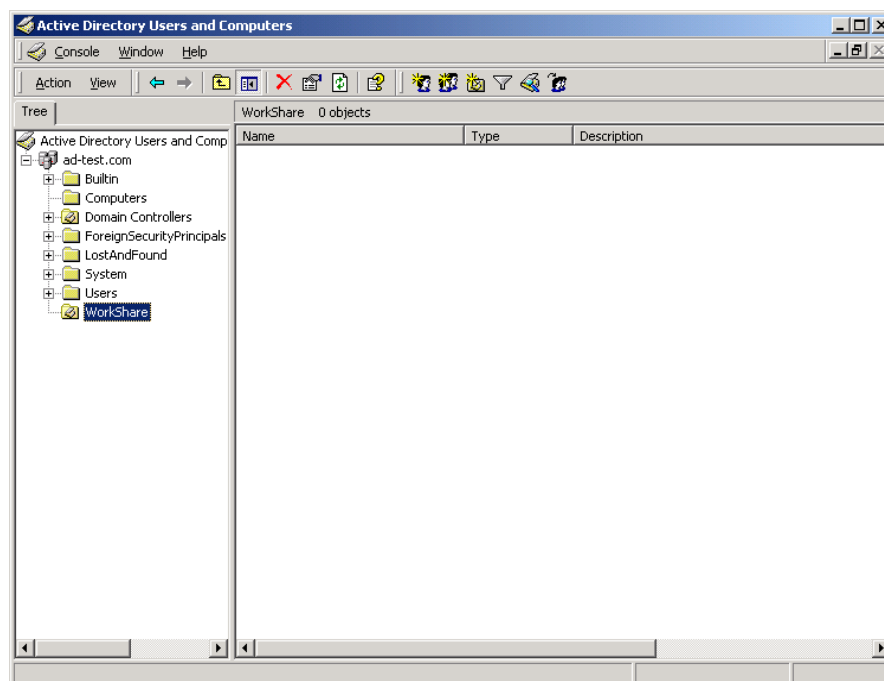 Active Directory Users and Computers
Console Window Help
Action View
Tree
WorkShare 0 objects
Active Directory Users and Comp
Name Type Description
ad-test.com
Builtin
Computers
Domain Controllers
ForeignSecurityPrincipals
LostAndFound
System
Users
WorkShare